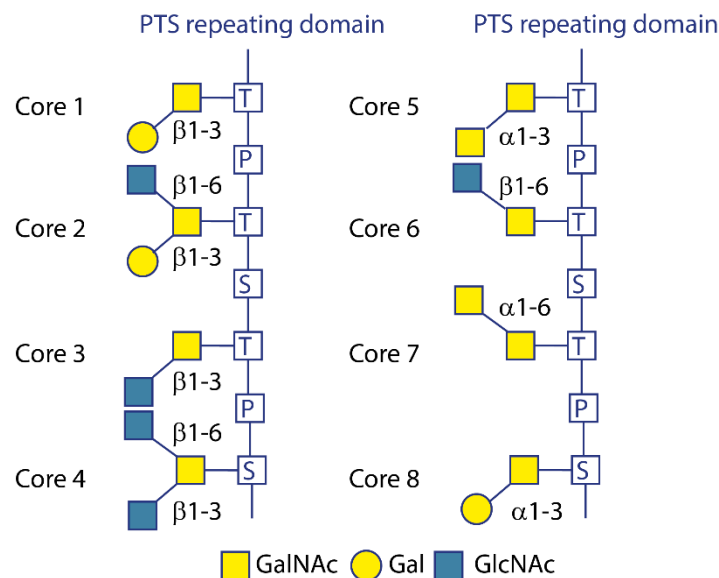 PTS repeating domain
Core 1
T
β1-3
P
β1-6
Core 2
T
β1-3
S
Core 3
T
β1-3
P
β1-6
Core 4
S
β1-3
PTS repeating domain
Core 5
T
α1-3
P
β1-6
Core 6
T
S
α1-6
Core 7
T
P
Core 8
S
α1-3
GalNAc Gal GlcNAc